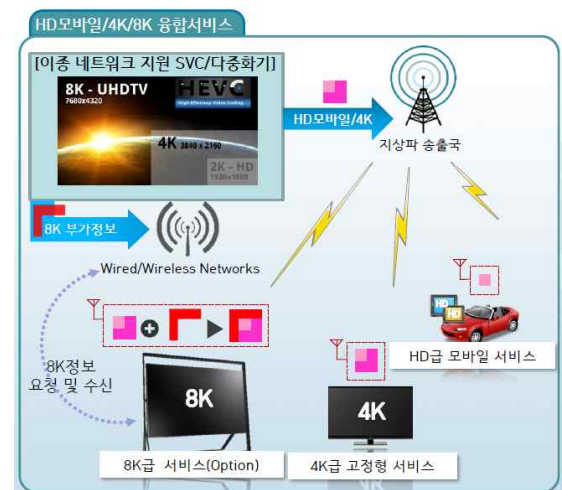 HD모바일/4K/8K 융합서비스
[이종 네트워크 지원 SVC/다중화기]
8K - UHDTV
7680x4320
HEVC
High Efficiency Video Coding
4K 3840 x 2160
2K - HD
1920x1080
HD모바일/4K
지상파 송출국
8K 부가정보
Wired/Wireless Networks
8K정보
요청 및 수신
HD
HD
HD급 모바일 서비스
8K
4K
8K급 서비스(Option)
4K급 고정형 서비스